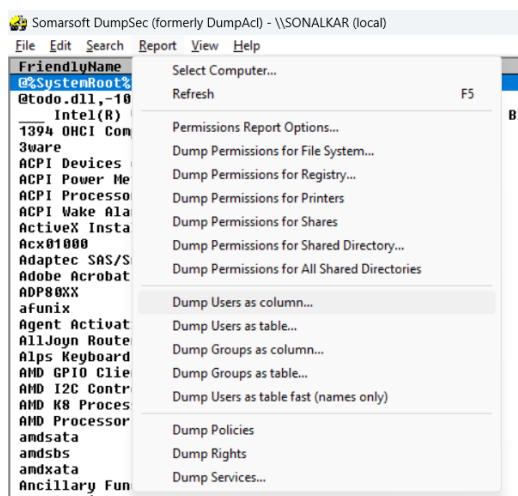 Somarsoft DumpSec (formerly DumpAcl) - \\SONALKAR (local)
File Edit Search Report View Help
FriendlyName
@%SystemRoot%
@todo.dll,-10
___ Intel(R)
1394 OHCI Com
3ware
ACPI Devices
ACPI Power Me
ACPI Processo
ACPI Wake Ala
ActiveX Insta
Acx01000
Adaptec SAS/S
Adobe Acrobat
ADP80XX
afunix
Agent Activat
AllJoyn Route
Alps Keyboard
AMD GPIO Clie
AMD I2C Contr
AMD K8 Proces
AMD Processor
amdsata
amdsbs
amdxata
Ancillary Fun
Select Computer...
Refresh F5
Permissions Report Options...
Dump Permissions for File System...
Dump Permissions for Registry...
Dump Permissions for Printers
Dump Permissions for Shares
Dump Permissions for Shared Directory...
Dump Permissions for All Shared Directories
Dump Users as column...
Dump Users as table...
Dump Groups as column...
Dump Groups as table...
Dump Users as table fast (names only)
Dump Policies
Dump Rights
Dump Services...
B